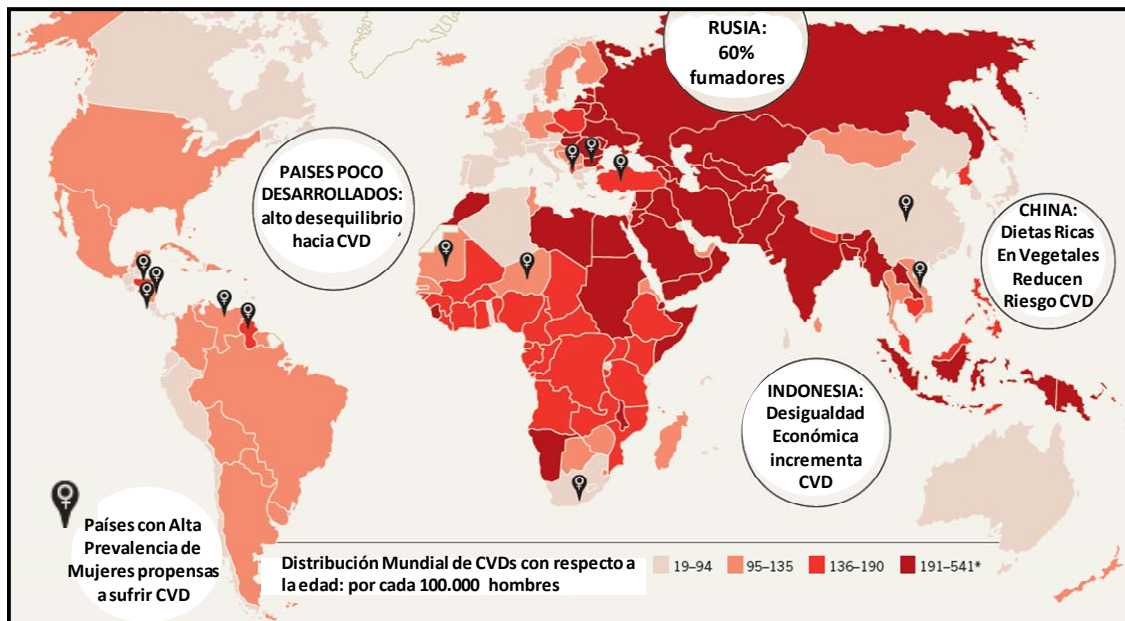 RUSIA:
60%
fumadores
PAISES POCO
DESARROLLADOS:
alto desequilibrio
hacia CVD
CHINA:
Dietas Ricas
En Vegetales
Reducen
Riesgo CVD
INDONESIA:
Desigualdad
Económica
incrementa
CVD
Países con Alta
Prevalencia de
Mujeres propensas
a sufrir CVD
Distribución Mundial de CVDs con respecto a
la edad: por cada 100.000 hombres
19–94
95–135
136–190
191–541*